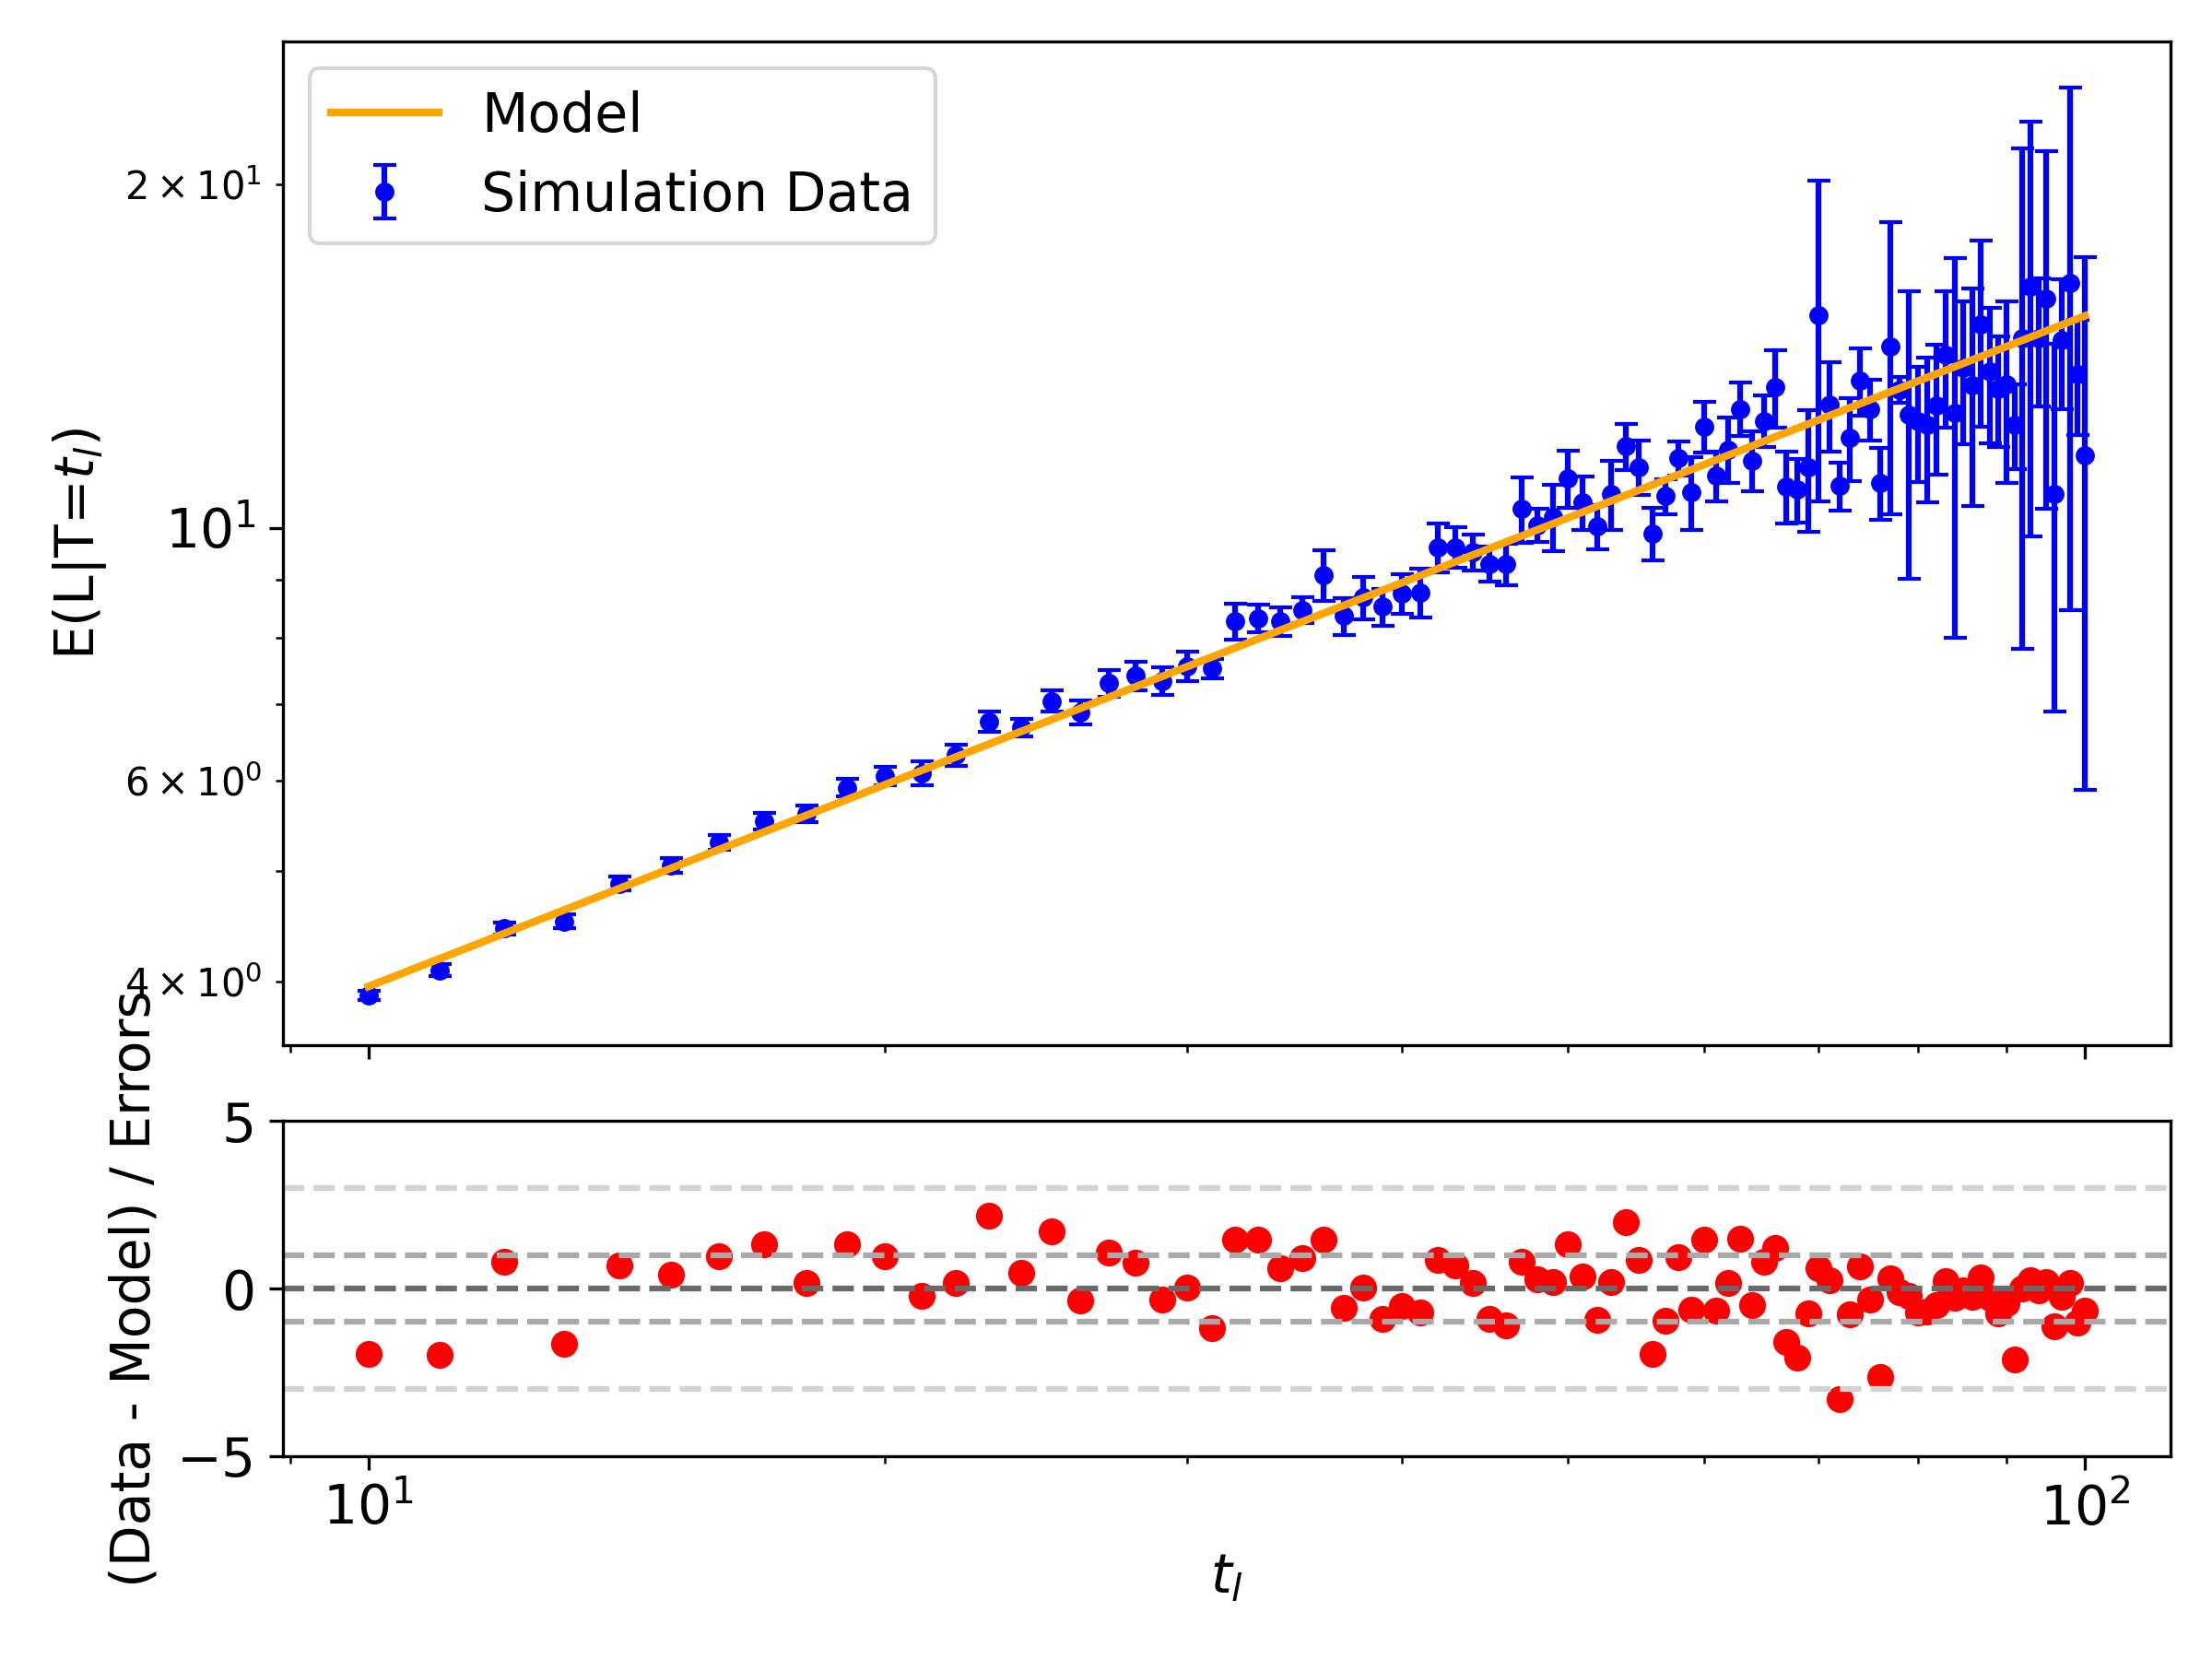 Model
Simulation Data
2 × 10¹
10¹
6 × 10⁰
4 × 10⁰
E(L|T=tₗ)
5
0
−5
(Data - Model) / Errors
10¹
10²
tₗ